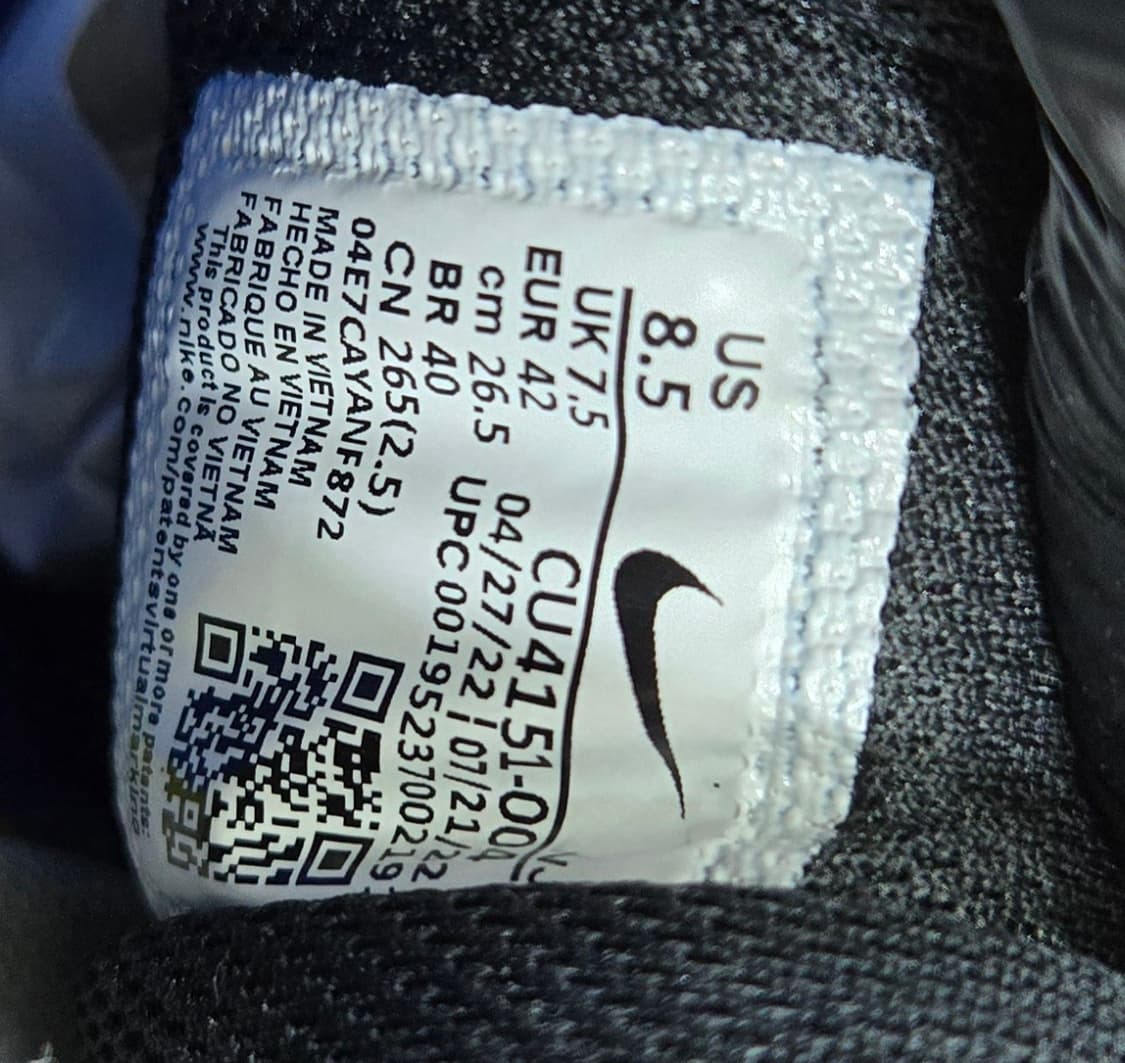 US
8.5
UK 7.5
EUR 42
cm 26.5
BR 40
CN 265(2.5)
04E7CAYANF872
MADE IN VIETNAM
HECHO EN VIETNAM
FABRIQUE AU VIETNAM
FABRICADO NO VIETNÃ
This product is covered by one or more patents:
www.nike.com/patentsvirtualmarking
CU4151-00
04/27/22 | 07/21/22
UPC 0019523700219